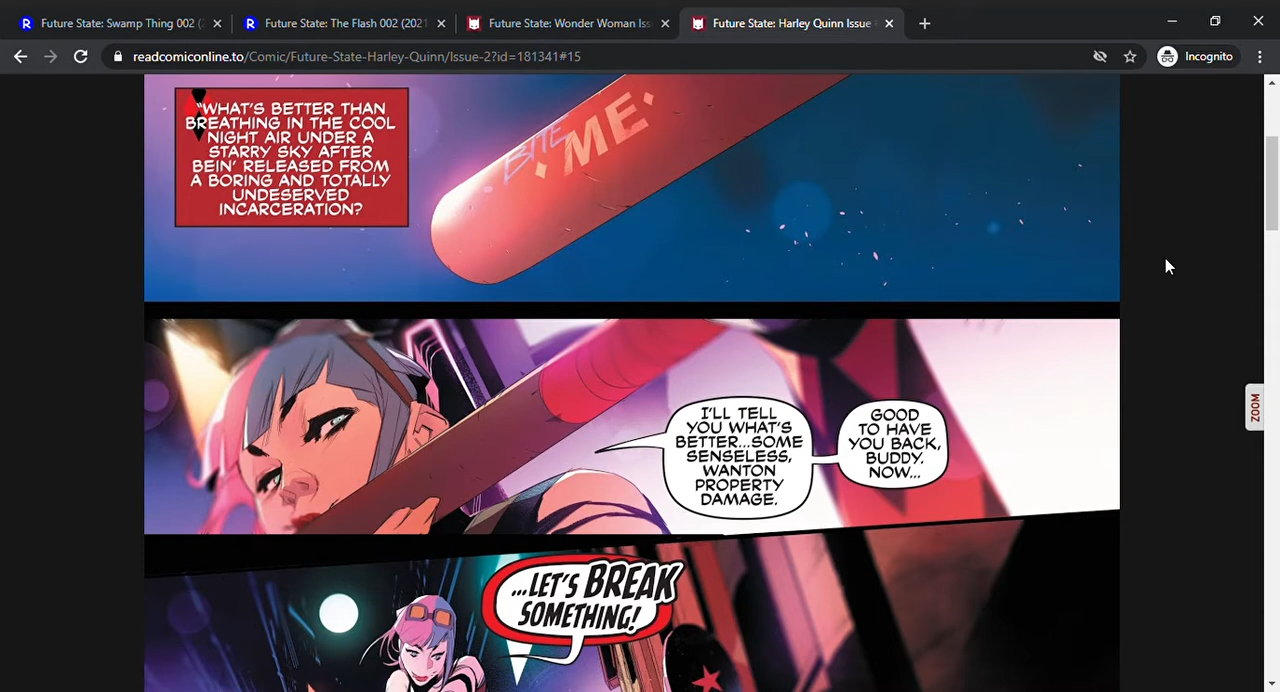 Future State: Swamp Thing 002 (2
Future State: The Flash 002 (2021
Future State: Wonder Woman Iss
Future State: Harley Quinn Issue
readcomiconline.to/Comic/Future-State-Harley-Quinn/Issue-2?id=181341#15
Incognito
"WHAT'S BETTER THAN
BREATHING IN THE COOL
NIGHT AIR UNDER A
STARRY SKY AFTER
BEIN' RELEASED FROM
A BORING AND TOTALLY
UNDESERVED
INCARCERATION?
BITE
ME
I'LL TELL
YOU WHAT'S
BETTER...SOME
SENSELESS,
WANTON
PROPERTY
DAMAGE.
GOOD
TO HAVE
YOU BACK,
BUDDY.
NOW...
ZOOM
...LET'S BREAK
SOMETHING!